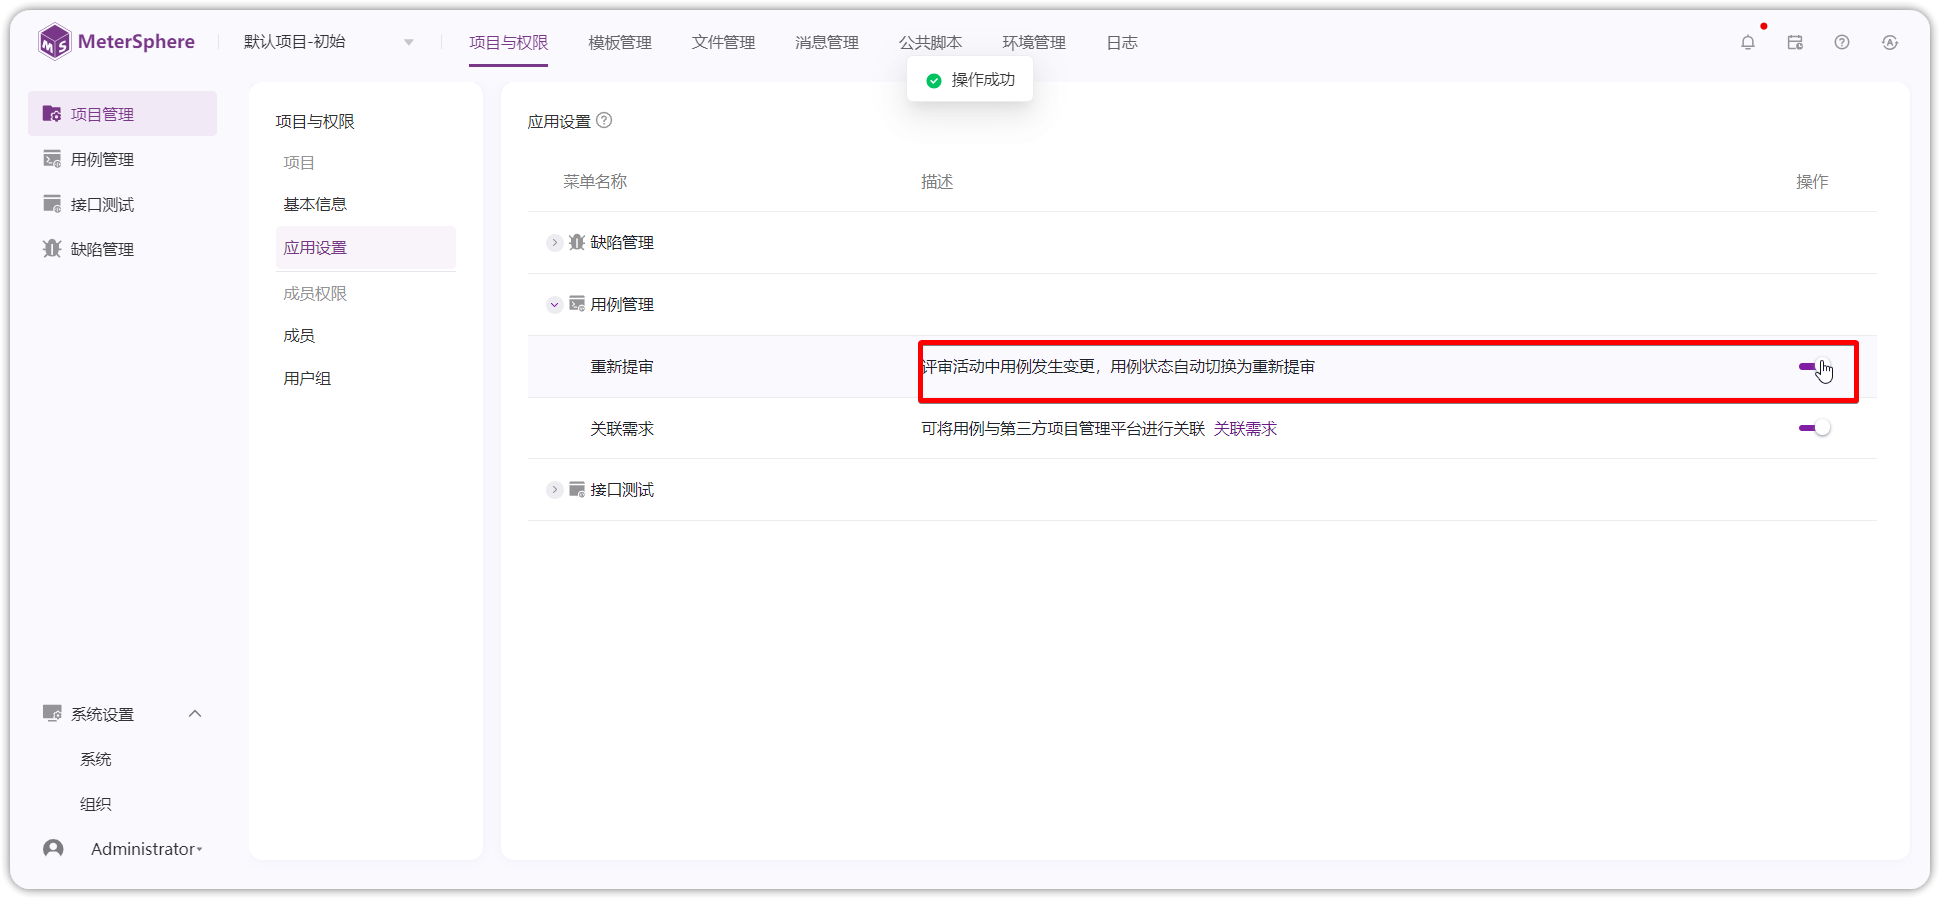 MeterSphere
默认项目-初始
项目与权限
模板管理
文件管理
消息管理
公共脚本
环境管理
日志
操作成功
项目管理
用例管理
接口测试
缺陷管理
系统设置
系统
组织
Administrator
项目与权限
项目
基本信息
应用设置
成员权限
成员
用户组
应用设置
菜单名称 描述 操作
缺陷管理
用例管理
重新提审 评审活动中用例发生变更，用例状态自动切换为重新提审
关联需求 可将用例与第三方项目管理平台进行关联 关联需求
接口测试